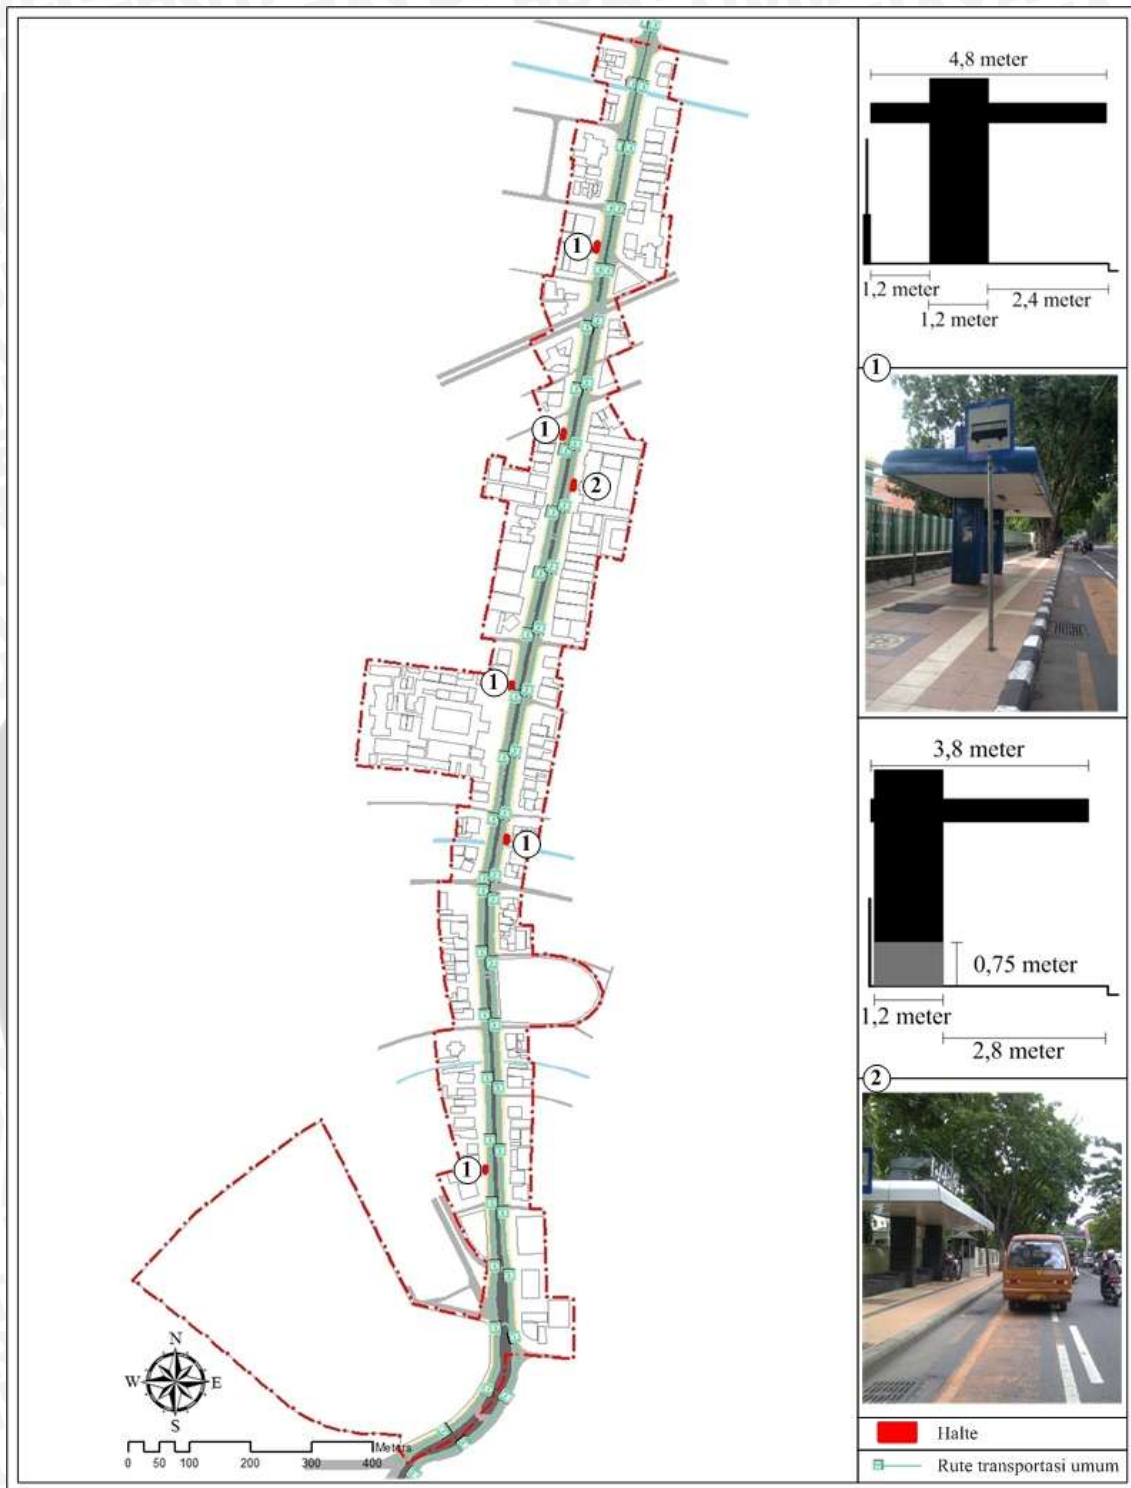 1
1
2
1
1
1
N
W E
S
Meters
0 50 100 200 300 400
4,8 meter
1,2 meter
2,4 meter
1,2 meter
1
3,8 meter
0,75 meter
1,2 meter
2,8 meter
2
Halte
Rute transportasi umum